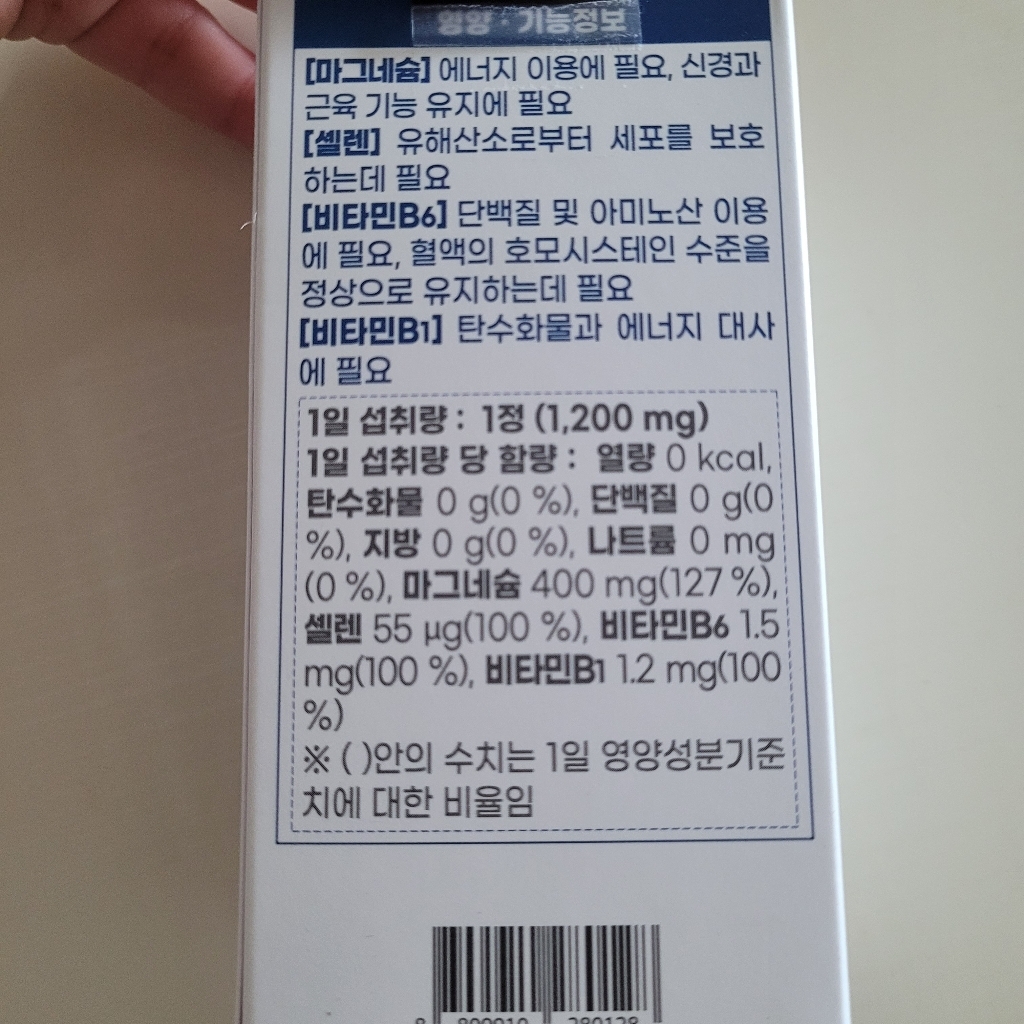 영양 · 기능정보
[마그네슘] 에너지 이용에 필요, 신경과
근육 기능 유지에 필요
[셀렌] 유해산소로부터 세포를 보호
하는데 필요
[비타민B6] 단백질 및 아미노산 이용
에 필요, 혈액의 호모시스테인 수준을
정상으로 유지하는데 필요
[비타민B1] 탄수화물과 에너지 대사
에 필요
1일 섭취량 : 1정 (1,200 mg)
1일 섭취량 당 함량 : 열량 0 kcal,
탄수화물 0 g(0 %), 단백질 0 g(0
%), 지방 0 g(0 %), 나트륨 0 mg
(0 %), 마그네슘 400 mg(127 %),
셀렌 55 µg(100 %), 비타민B6 1.5
mg(100 %), 비타민B1 1.2 mg(100
%)
※ ( )안의 수치는 1일 영양성분기준
치에 대한 비율임